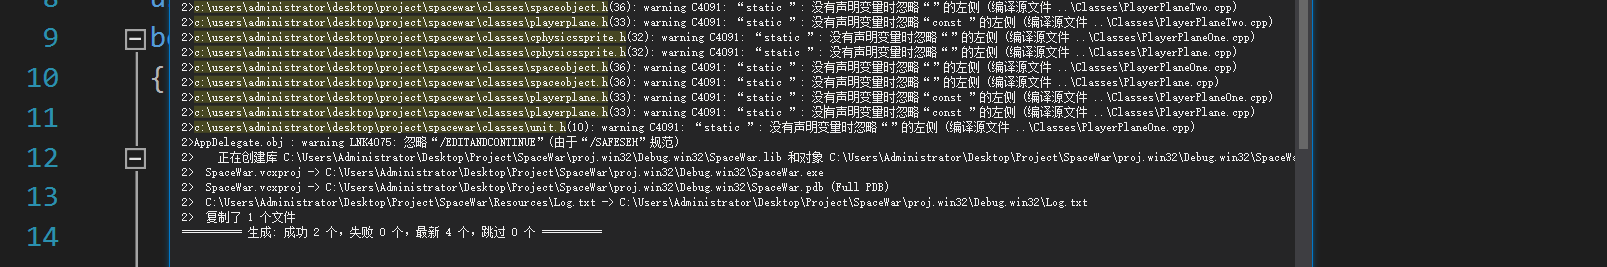 8
2>c:\users\administrator\desktop\project\spacewar\classes\spaceobject.h(36): warning C4091: “static ”: 没有声明变量时忽略“”的左侧 (编译源文件 ..\Classes\PlayerPlaneTwo.cpp)
2>c:\users\administrator\desktop\project\spacewar\classes\playerplane.h(33): warning C4091: “static ”: 没有声明变量时忽略“const ”的左侧 (编译源文件 ..\Classes\PlayerPlaneTwo.cpp)
9
2>c:\users\administrator\desktop\project\spacewar\classes\cphysicssprite.h(32): warning C4091: “static ”: 没有声明变量时忽略“”的左侧 (编译源文件 ..\Classes\PlayerPlaneOne.cpp)
2>c:\users\administrator\desktop\project\spacewar\classes\cphysicssprite.h(32): warning C4091: “static ”: 没有声明变量时忽略“”的左侧 (编译源文件 ..\Classes\PlayerPlane.cpp)
2>c:\users\administrator\desktop\project\spacewar\classes\spaceobject.h(36): warning C4091: “static ”: 没有声明变量时忽略“”的左侧 (编译源文件 ..\Classes\PlayerPlaneOne.cpp)
10 {
2>c:\users\administrator\desktop\project\spacewar\classes\spaceobject.h(36): warning C4091: “static ”: 没有声明变量时忽略“”的左侧 (编译源文件 ..\Classes\PlayerPlane.cpp)
2>c:\users\administrator\desktop\project\spacewar\classes\playerplane.h(33): warning C4091: “static ”: 没有声明变量时忽略“const ”的左侧 (编译源文件 ..\Classes\PlayerPlaneOne.cpp)
2>c:\users\administrator\desktop\project\spacewar\classes\playerplane.h(33): warning C4091: “static ”: 没有声明变量时忽略“const ”的左侧 (编译源文件 ..\Classes\PlayerPlane.cpp)
11
2>c:\users\administrator\desktop\project\spacewar\classes\unit.h(10): warning C4091: “static ”: 没有声明变量时忽略“”的左侧 (编译源文件 ..\Classes\PlayerPlaneOne.cpp)
2>AppDelegate.obj : warning LNK4075: 忽略“/EDITANDCONTINUE”(由于“/SAFESEH”规范)
12
2> 正在创建库 C:\Users\Administrator\Desktop\Project\SpaceWar\proj.win32\Debug.win32\SpaceWar.lib 和对象 C:\Users\Administrator\Desktop\Project\SpaceWar\proj.win32\Debug.win32\SpaceWa
2> SpaceWar.vcxproj -> C:\Users\Administrator\Desktop\Project\SpaceWar\proj.win32\Debug.win32\SpaceWar.exe
2> SpaceWar.vcxproj -> C:\Users\Administrator\Desktop\Project\SpaceWar\proj.win32\Debug.win32\SpaceWar.pdb (Full PDB)
13
2> C:\Users\Administrator\Desktop\Project\SpaceWar\Resources\Log.txt -> C:\Users\Administrator\Desktop\Project\SpaceWar\proj.win32\Debug.win32\Log.txt
2> 复制了 1 个文件
14
========== 生成: 成功 2 个，失败 0 个，最新 4 个，跳过 0 个 ==========